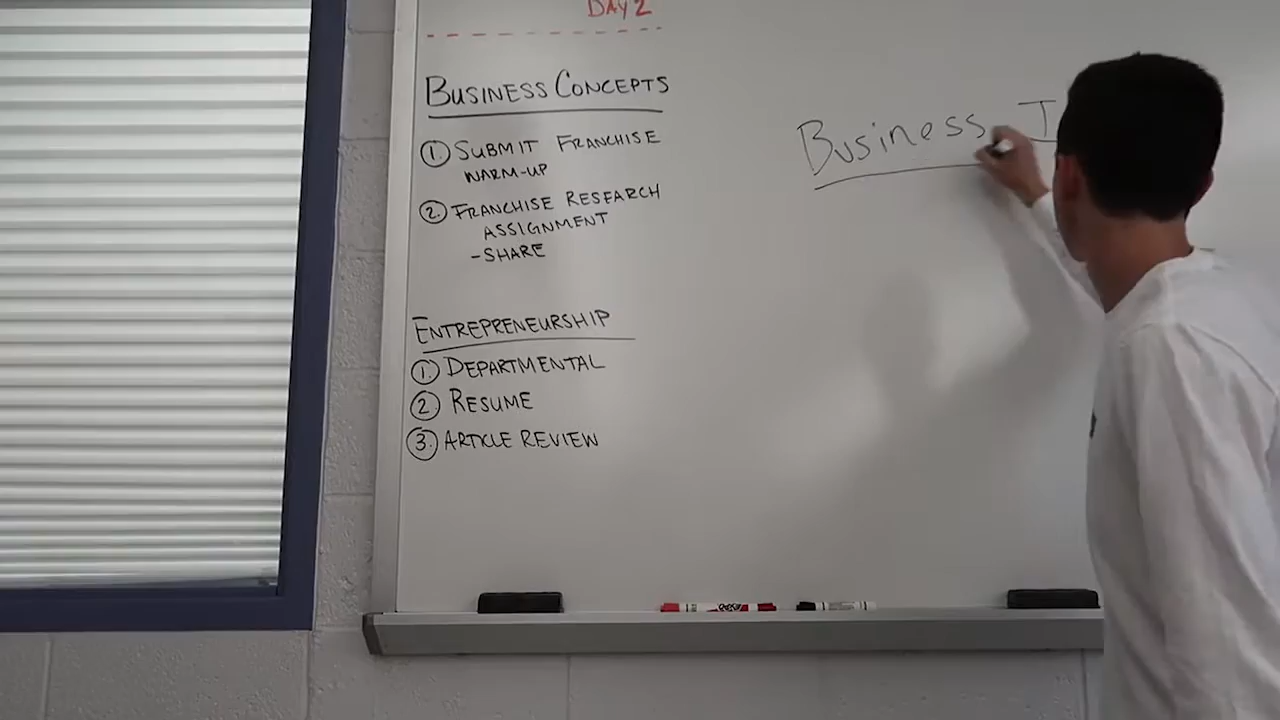 DAY 2
BUSINESS CONCEPTS
1. SUBMIT FRANCHISE
WARM-UP
2. FRANCHISE RESEARCH
ASSIGNMENT
-SHARE
ENTREPRENEURSHIP
1. DEPARTMENTAL
2 RESUME
3. ARTICLE REVIEW
Business I
EXPO